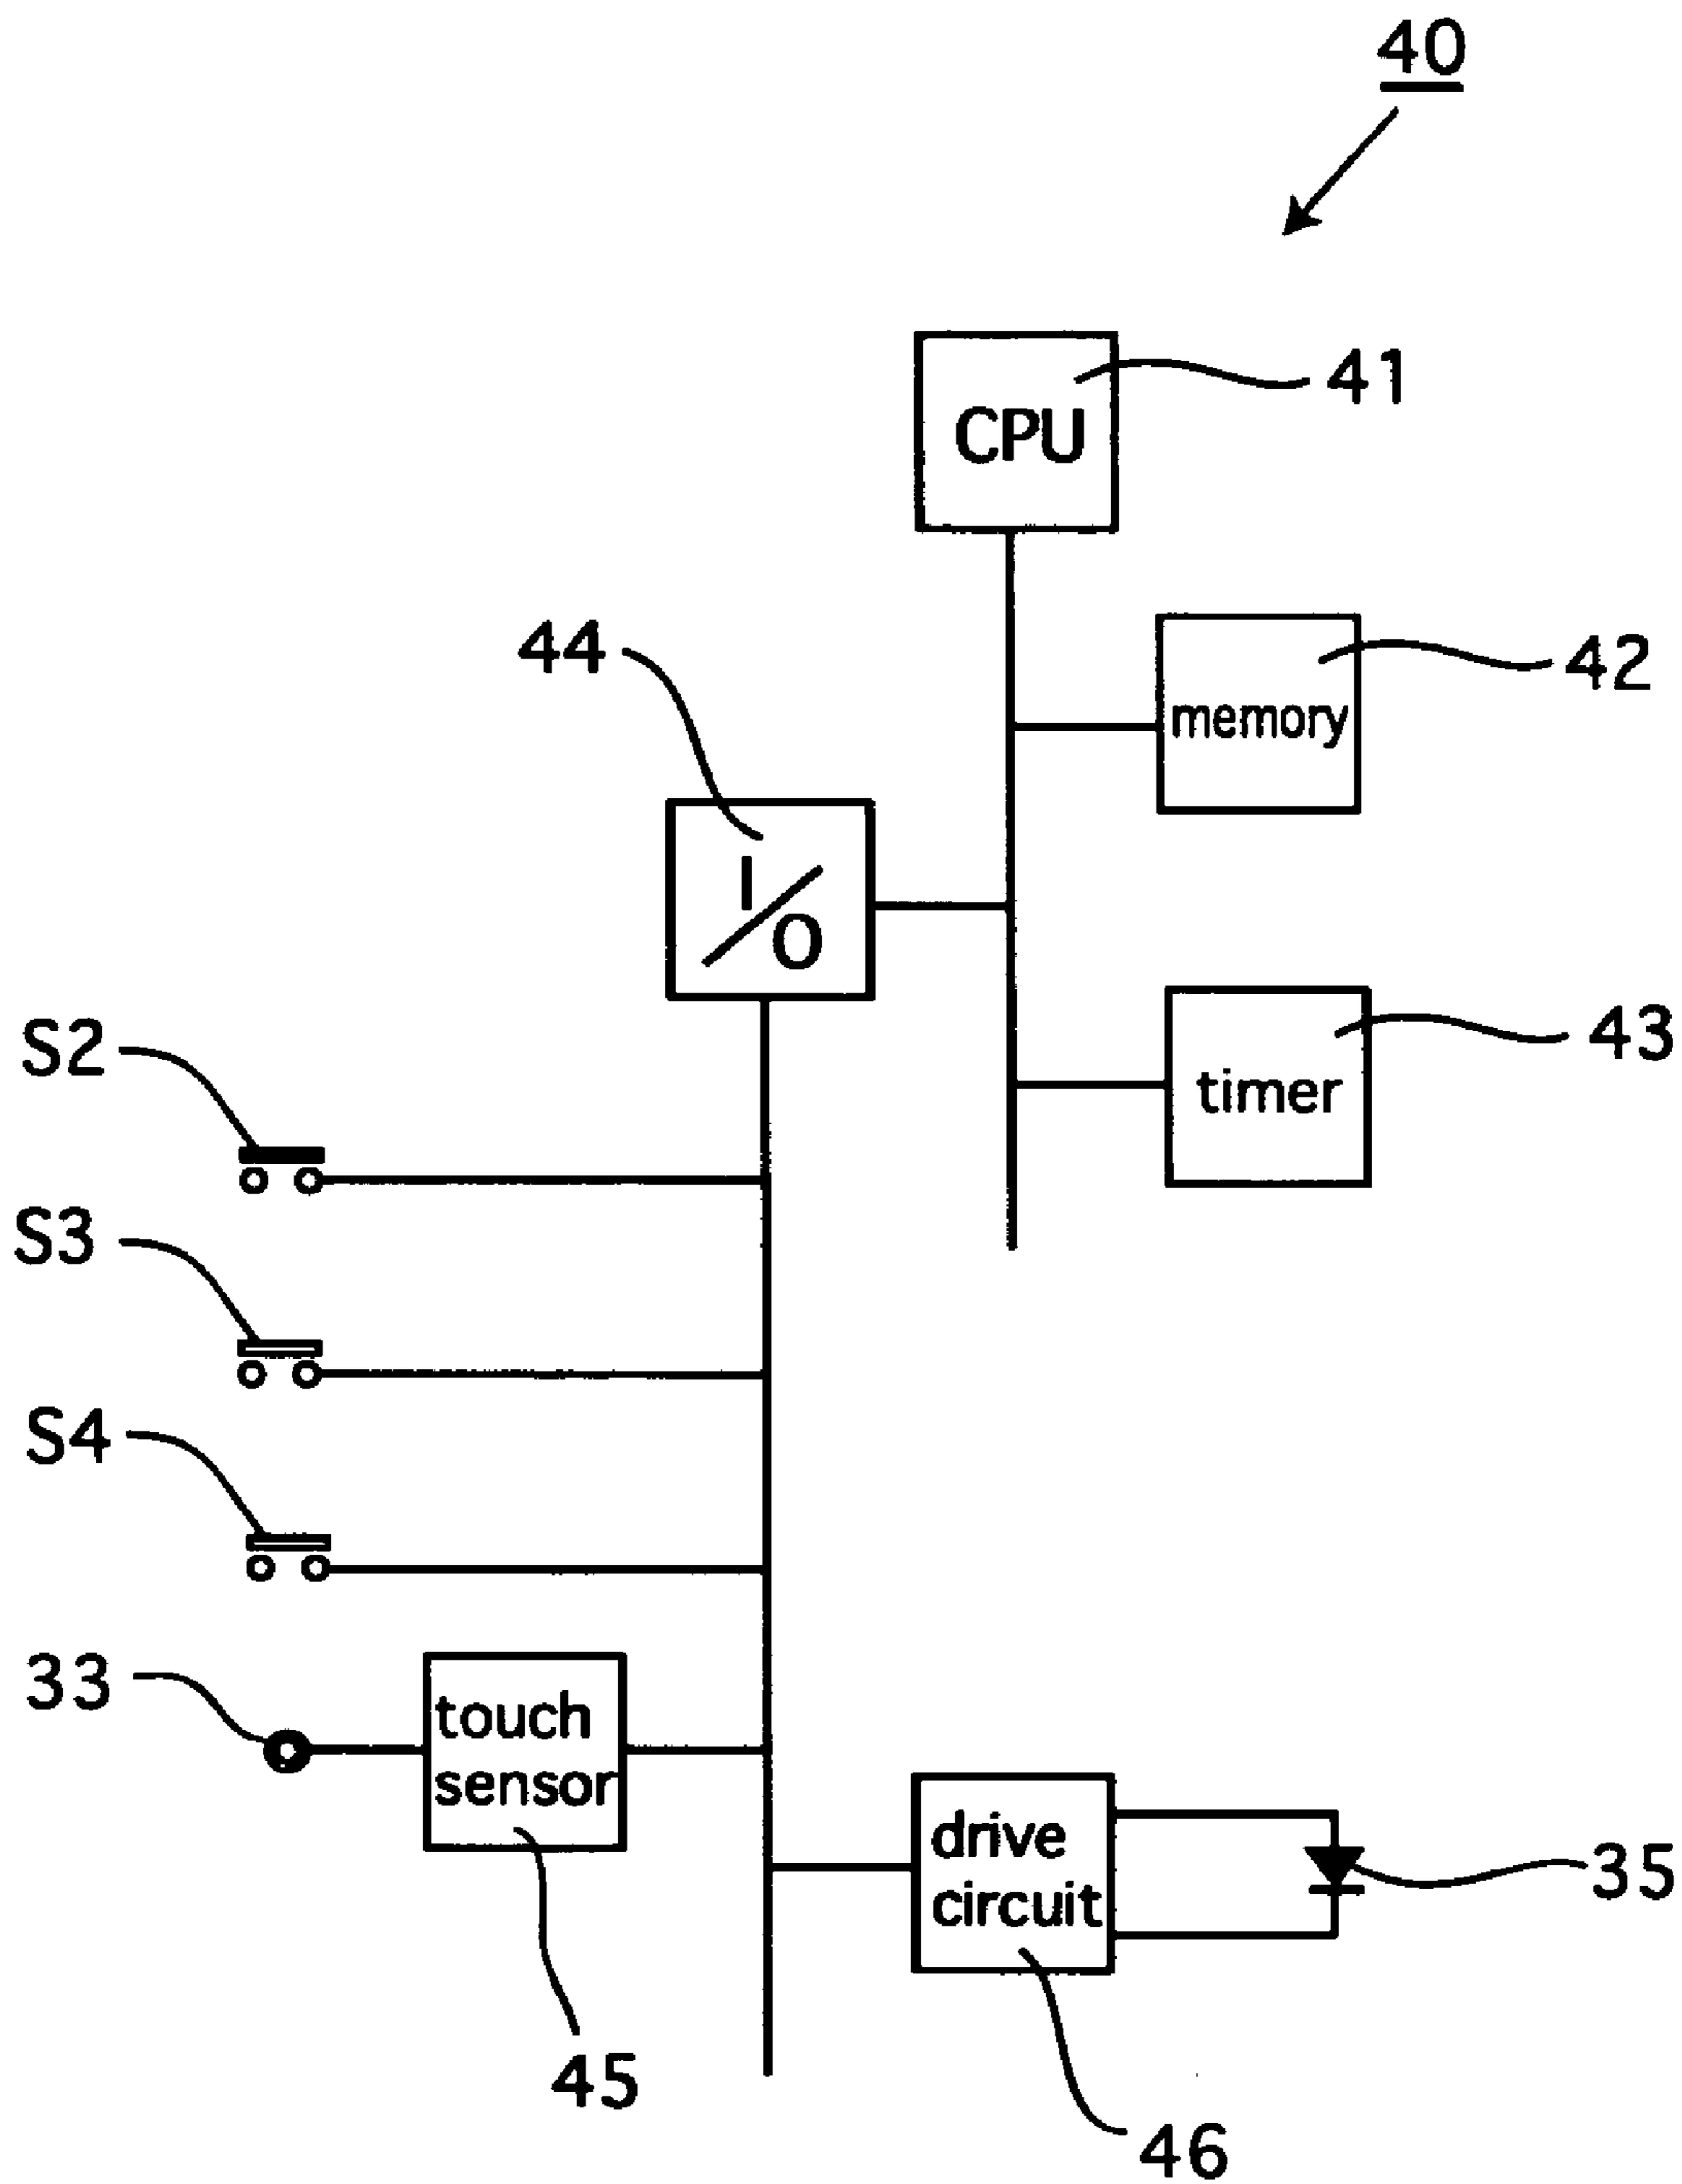 40
CPU
41
44
memory
42
I/O
S2
timer
43
S3
S4
33
touch
sensor
drive
circuit
35
45
46